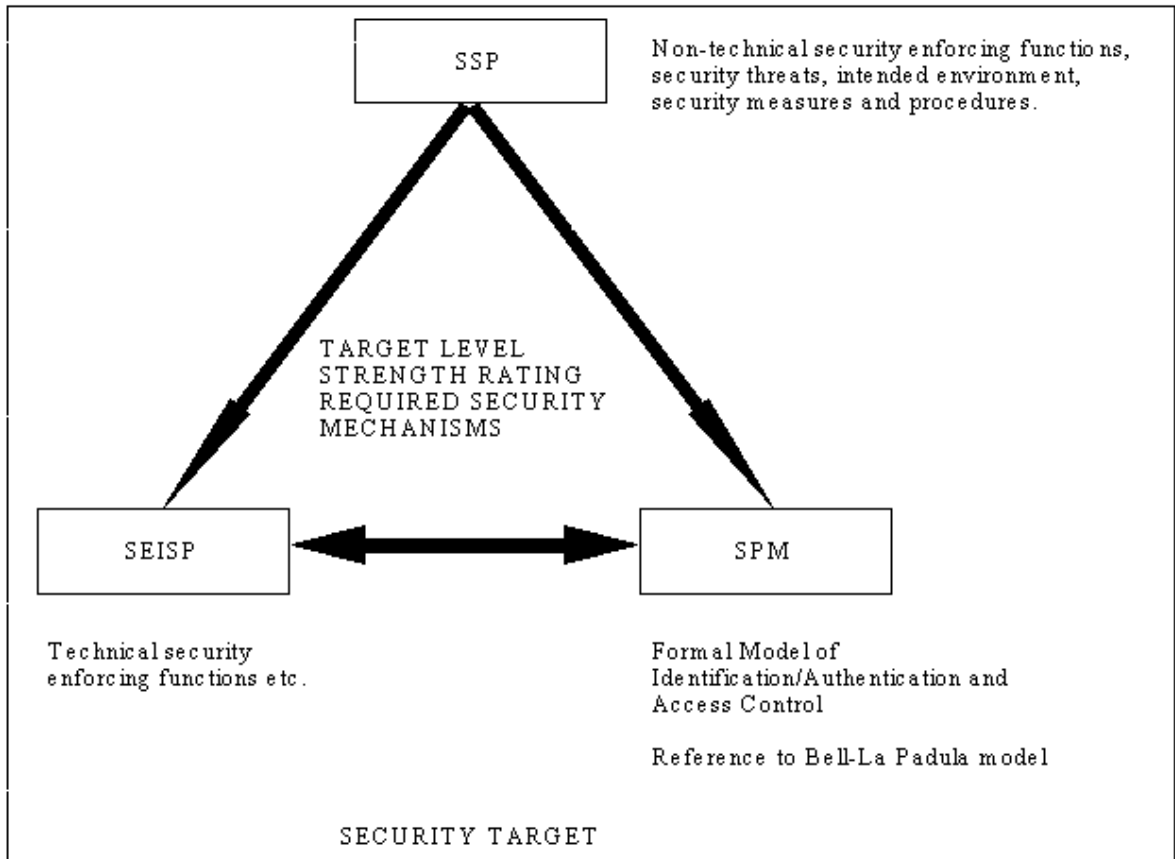 SSP
Non-technical security enforcing functions,
security threats, intended environment,
security measures and procedures.
TARGET LEVEL
STRENGTH RATING
REQUIRED SECURITY
MECHANISMS
SEISP
SPM
Technical security
enforcing functions etc.
Formal Model of
Identification/Authentication and
Access Control
Reference to Bell-La Padula model
SECURITY TARGET